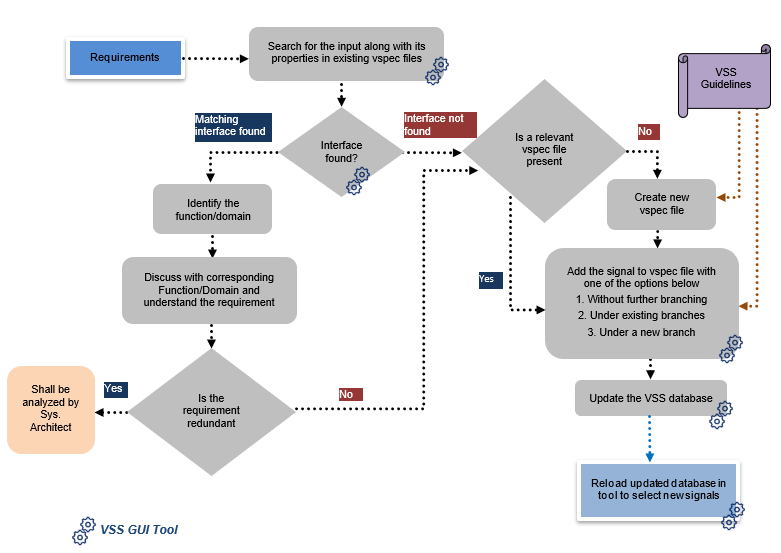 Requirements
Search for the input along with its
properties in existing vspec files
VSS
Guidelines
Matching
interface found
Interface not
found
Interface
found?
Is a relevant
vspec file
present
No
Identify the
function/domain
Create new
vspec file
Discuss with corresponding
Function/Domain and
understand the requirement
Yes
Add the signal to vspec file with
one of the options below
1. Without further branching
2. Under existing branches
3. Under a new branch
Shall be
analyzed by
Sys.
Architect
Yes
Is the
requirement
redundant
No
Update the VSS database
Reload updated database in
tool to select new signals
VSS GUI Tool